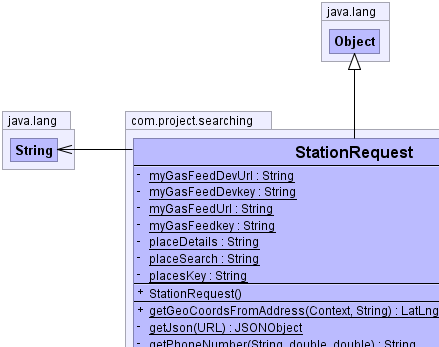 java.lang
Object
java.lang
String
com.project.searching
StationRequest
- myGasFeedDevUrl : String
- myGasFeedDevkey : String
- myGasFeedUrl : String
- myGasFeedkey : String
- placeDetails : String
- placeSearch : String
- placesKey : String
+ StationRequest()
+ getGeoCoordsFromAddress(Context, String) : LatLng
- getJson(URL) : JSONObject
- getPhoneNumber(String, double, double) : String